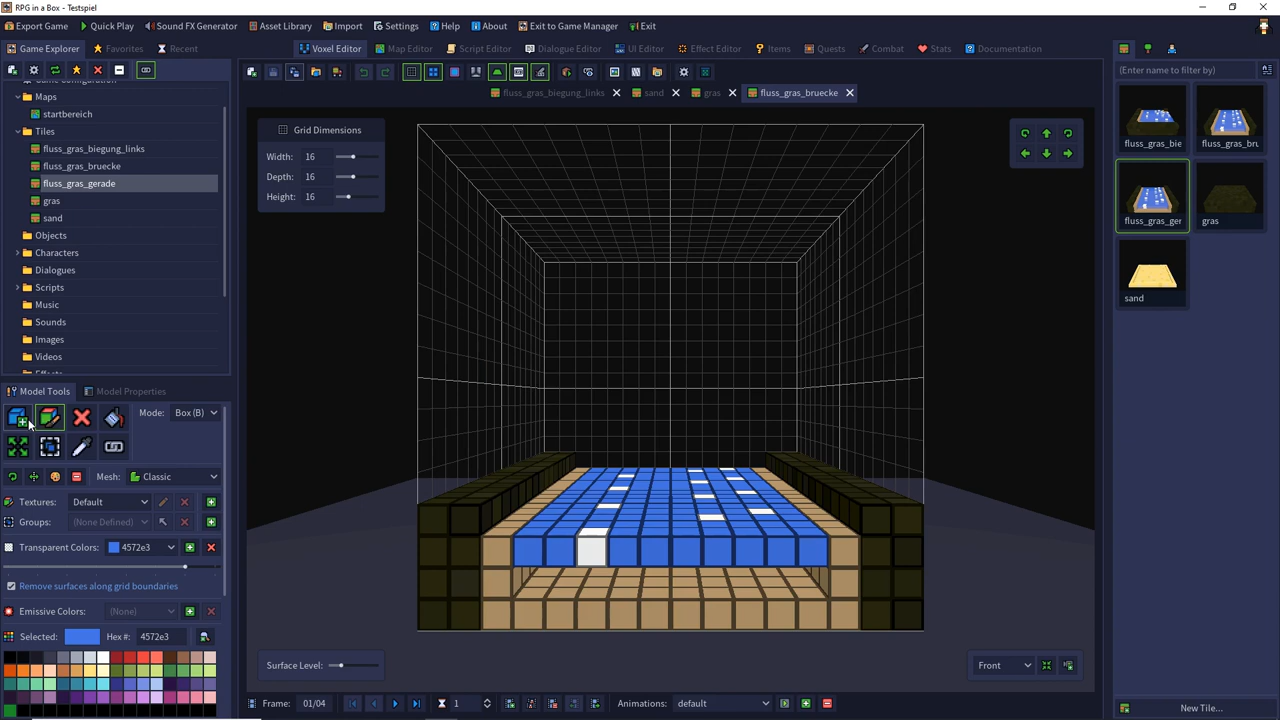 RPG in a Box - Testspiel
Export Game Quick Play Sound FX Generator Asset Library Import Settings Help About Exit to Game Manager Exit
Game Explorer Favorites Recent Voxel Editor Map Editor Script Editor Dialogue Editor UI Editor Effect Editor Items Quests Combat Stats Documentation
(Enter name to filter by)
fluss_gras_biegung_links sand gras fluss_gras_bruecke
Game Configuration
Maps
startbereich
Tiles
fluss_gras_biegung_links
fluss_gras_bruecke
fluss_gras_gerade
gras
sand
Objects
Characters
Dialogues
Scripts
Music
Sounds
Images
Videos
Effects
Grid Dimensions
Width: 16
Depth: 16
Height: 16
fluss_gras_bie fluss_gras_bru
fluss_gras_ger gras
sand
Model Tools Model Properties
Mode: Box (B)
Mesh: Classic
Textures: Default
Groups: (None Defined)
Transparent Colors: 4572e3
Remove surfaces along grid boundaries
Emissive Colors: (None)
Selected: Hex #: 4572e3
Surface Level:
Front
Frame: 01/04 1 Animations: default
New Tile...